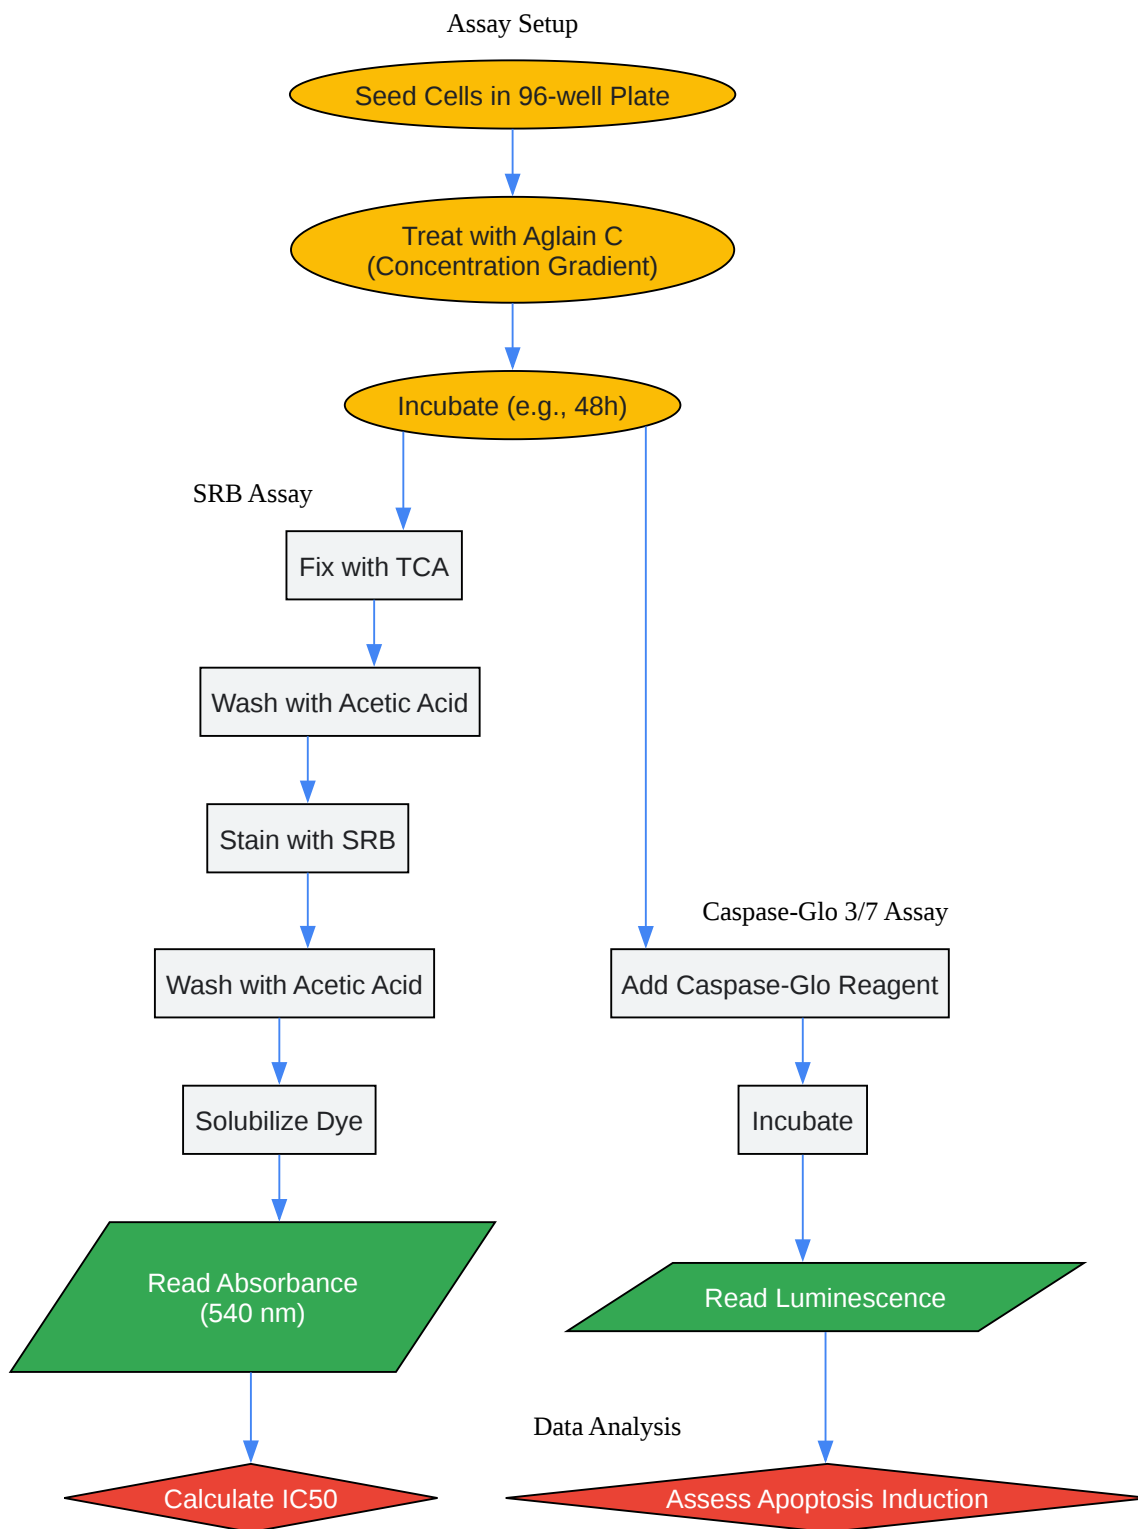 Assay Setup
Seed Cells in 96-well Plate
Treat with Aglain C
(Concentration Gradient)
Incubate (e.g., 48h)
SRB Assay
Fix with TCA
Wash with Acetic Acid
Stain with SRB
Wash with Acetic Acid
Solubilize Dye
Read Absorbance
(540 nm)
Caspase-Glo 3/7 Assay
Add Caspase-Glo Reagent
Incubate
Read Luminescence
Data Analysis
Calculate IC50
Assess Apoptosis Induction